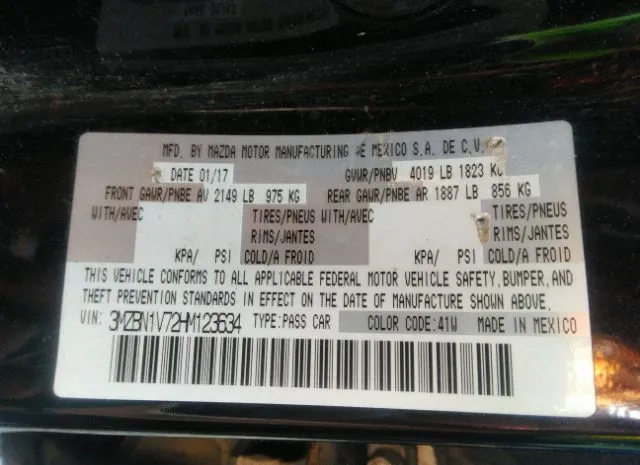 MFD. BY MAZDA MOTOR MANUFACTURING DE MEXICO S.A. DE C.V.
DATE 01/17 GVWR/PNBV 4019 LB 1823 KG
FRONT GAWR/PNBE AV 2149 LB 975 KG REAR GAWR/PNBE AR 1887 LB 856 KG
WITH/AVEC TIRES/PNEUS WITH/AVEC TIRES/PNEUS
RIMS/JANTES RIMS/JANTES
KPA/ PSI COLD/A FROID KPA/ PSI COLD/A FROID
THIS VEHICLE CONFORMS TO ALL APPLICABLE FEDERAL MOTOR VEHICLE SAFETY, BUMPER, AND
THEFT PREVENTION STANDARDS IN EFFECT ON THE DATE OF MANUFACTURE SHOWN ABOVE.
VIN: 3MZBN1V72HM123634 TYPE:PASS CAR COLOR CODE:41W MADE IN MEXICO